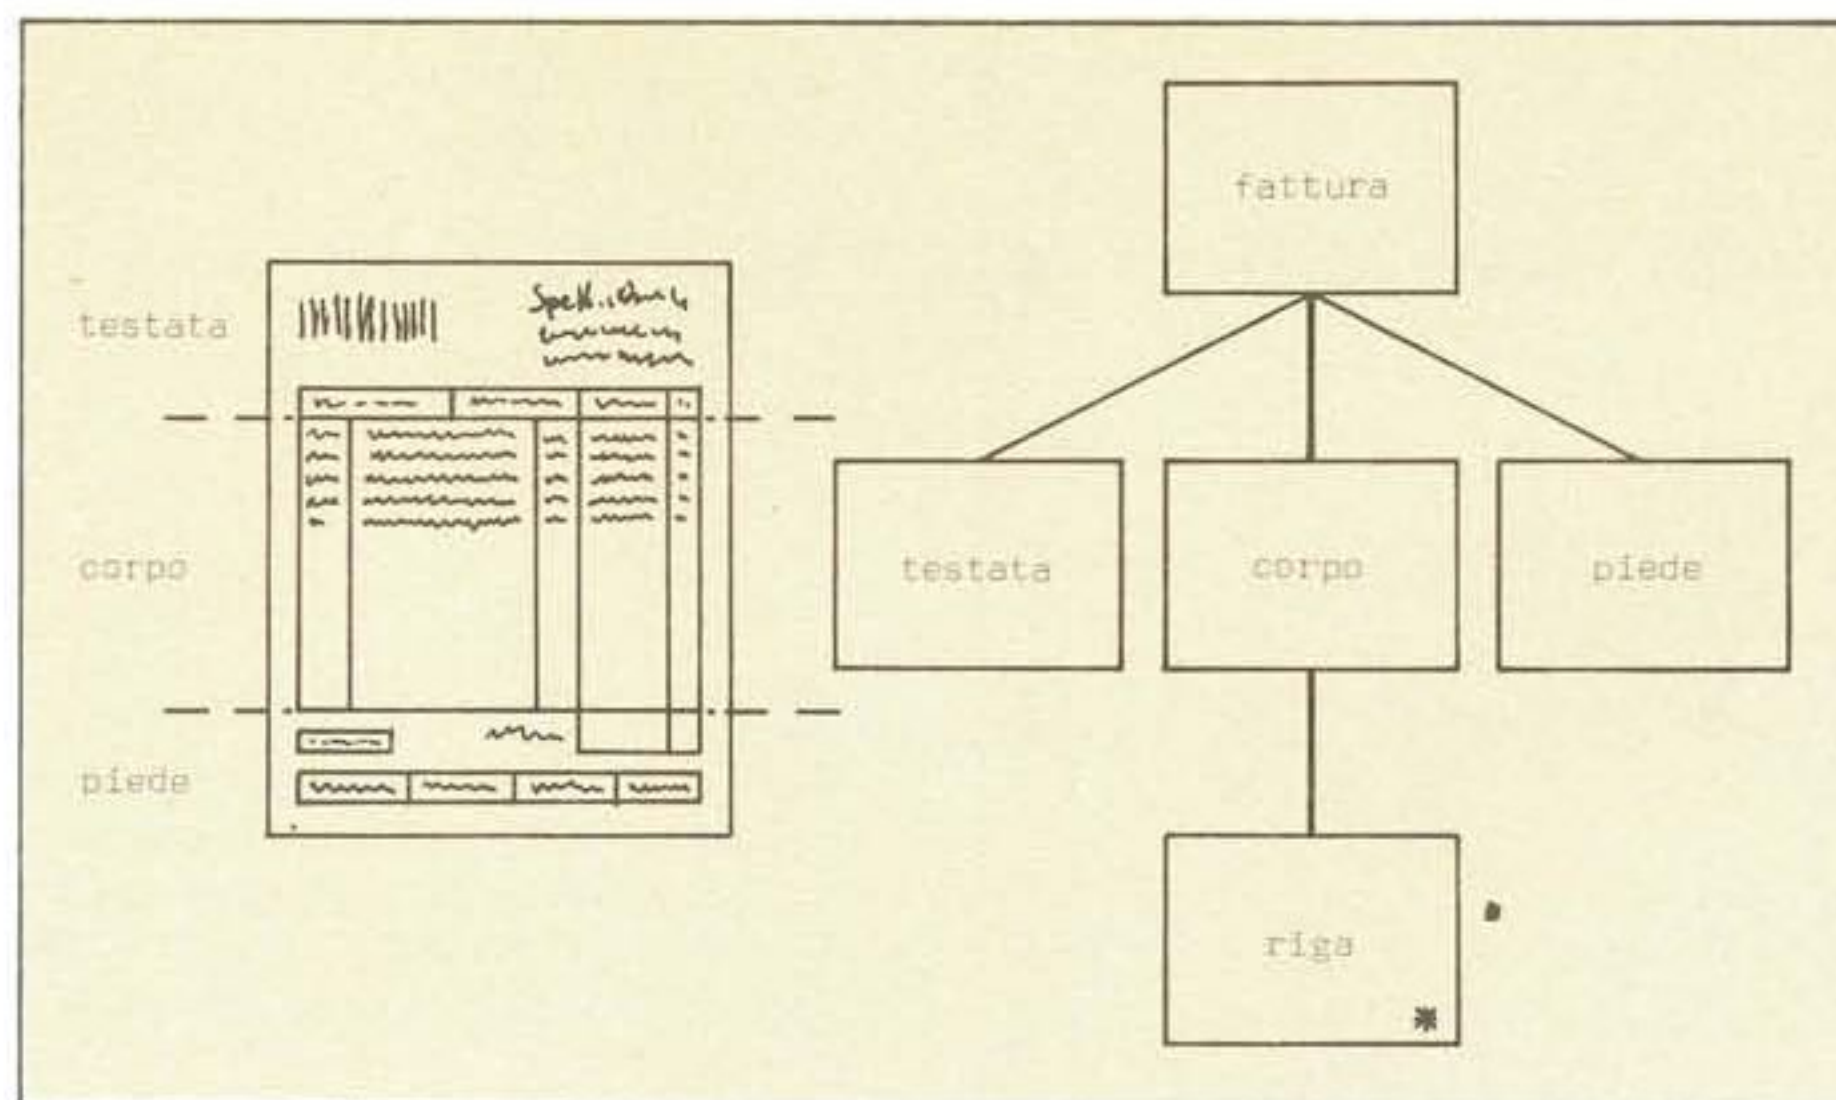 testata
corpo
piede
fattura
testata
corpo
piede
riga
*